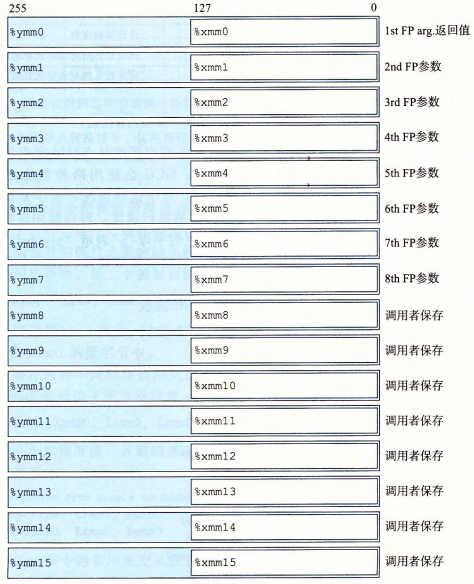 255 127 0
%ymm0 %xmm0 1st FP arg.返回值
%ymm1 %xmm1 2nd FP参数
%ymm2 %xmm2 3rd FP参数
%ymm3 %xmm3 4th FP参数
%ymm4 %xmm4 5th FP参数
%ymm5 %xmm5 6th FP参数
%ymm6 %xmm6 7th FP参数
%ymm7 %xmm7 8th FP参数
%ymm8 %xmm8 调用者保存
%ymm9 %xmm9 调用者保存
%ymm10 %xmm10 调用者保存
%ymm11 %xmm11 调用者保存
%ymm12 %xmm12 调用者保存
%ymm13 %xmm13 调用者保存
%ymm14 %xmm14 调用者保存
%ymm15 %xmm15 调用者保存